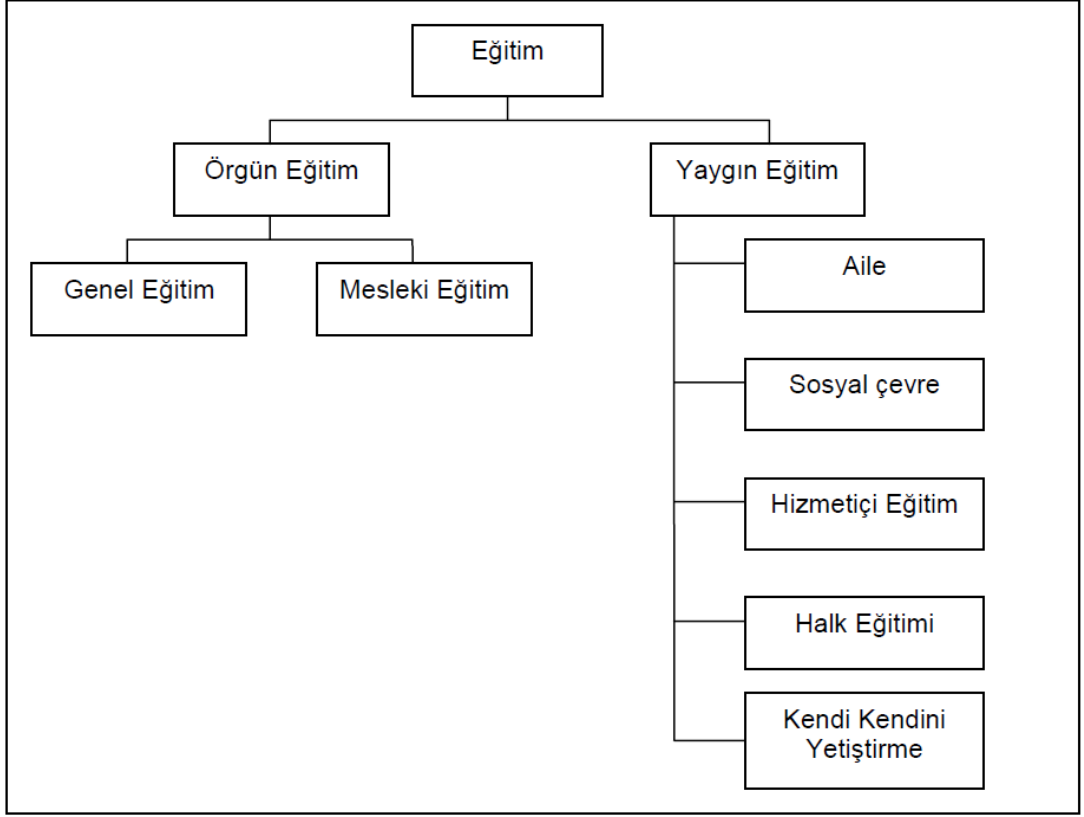 Eğitim
Örgün Eğitim
Yaygın Eğitim
Genel Eğitim
Mesleki Eğitim
Aile
Sosyal çevre
Hizmetiçi Eğitim
Halk Eğitimi
Kendi Kendini
Yetiştirme